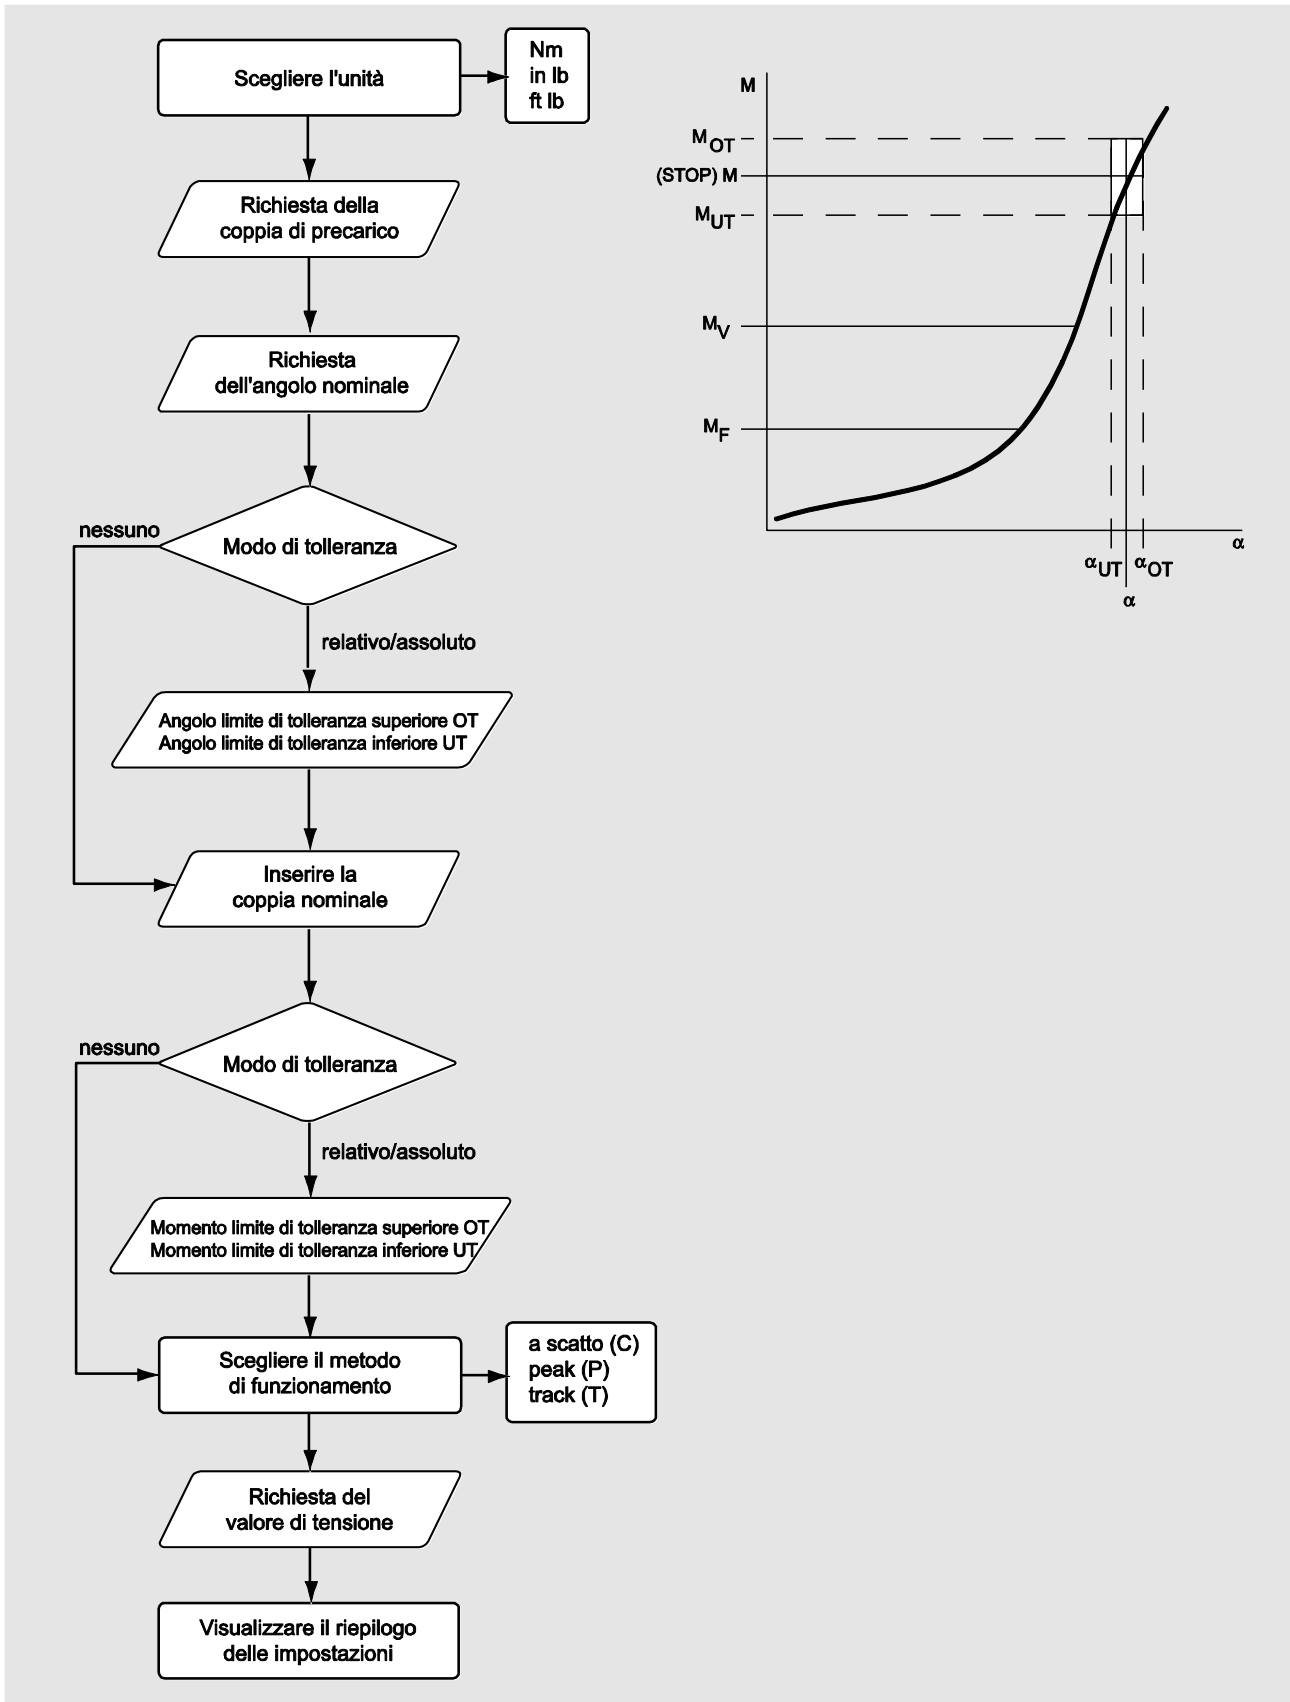 Scegliere l'unità
Nm
in lb
ft lb
Richiesta della
coppia di precarico
Richiesta
dell'angolo nominale
nessuno
Modo di tolleranza
relativo/assoluto
Angolo limite di tolleranza superiore OT
Angolo limite di tolleranza inferiore UT
Inserire la
coppia nominale
nessuno
Modo di tolleranza
relativo/assoluto
Momento limite di tolleranza superiore OT
Momento limite di tolleranza inferiore UT
Scegliere il metodo
di funzionamento
a scatto (C)
peak (P)
track (T)
Richiesta del
valore di tensione
Visualizzare il riepilogo
delle impostazioni
M
M OT
(STOP) M
M UT
M V
M F
α
α UT α OT
α